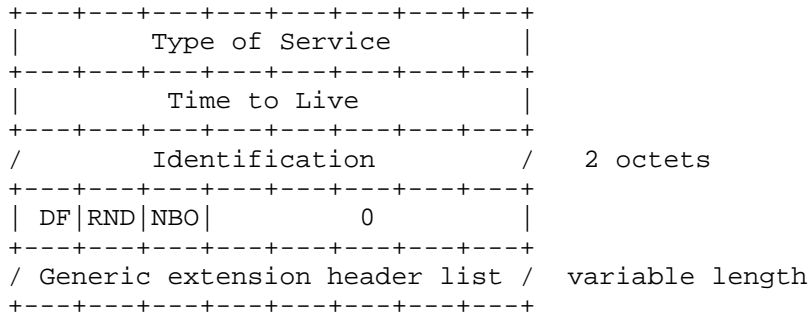 +---+---+---+---+---+---+---+---+
|         Type of Service       |
+---+---+---+---+---+---+---+---+
|          Time to Live         |
+---+---+---+---+---+---+---+---+
/         Identification        /   2 octets
+---+---+---+---+---+---+---+---+
| DF|RND|NBO|         0         |
+---+---+---+---+---+---+---+---+
/ Generic extension header list /  variable length
+---+---+---+---+---+---+---+---+